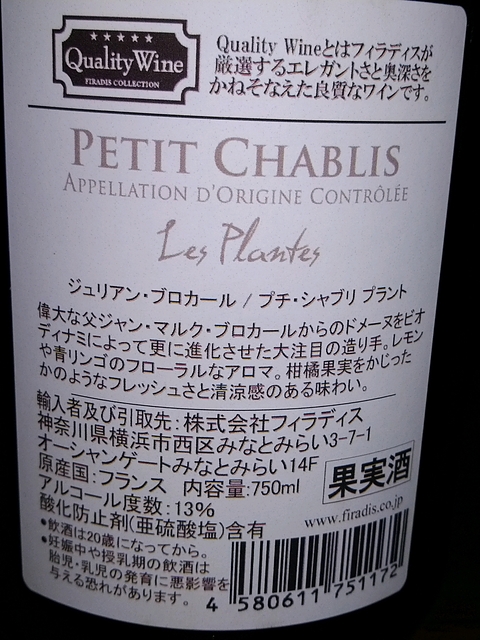 ★★★★★
Quality Wine
FIRADIS COLLECTION
Quality Wineとはフィラディスが
厳選するエレガントさと奥深さを
かねそなえた良質なワインです。
PETIT CHABLIS
APPELLATION D'ORIGINE CONTRÔLÉE
Les Plantes
ジュリアン・ブロカール / プチ・シャブリ プラント
偉大な父ジャン・マルク・ブロカールからのドメーヌをビオ
ディナミによって更に進化させた大注目の造り手。レモン
や青リンゴのフローラルなアロマ。柑橘果実をかじった
かのようなフレッシュさと清涼感のある味わい。
輸入者及び引取先:株式会社フィラディス
神奈川県横浜市西区みなとみらい3-7-1
オーシャンゲートみなとみらい14F
原産国:フランス 内容量:750ml
アルコール度数:13%
酸化防止剤(亜硫酸塩)含有
果実酒
www.firadis.co.jp
•飲酒は20歳になってから。
•妊娠中や授乳期の飲酒は
胎児・乳児の発育に悪影響を
与える恐れがあります。
4 580611 751172